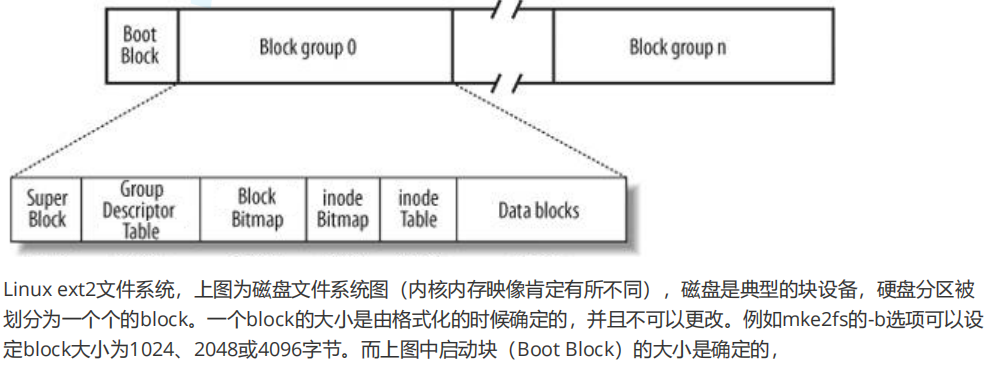 Boot
Block
Block group 0
Block group n
Super
Block
Group
Descriptor
Table
Block
Bitmap
inode
Bitmap
inode
Table
Data blocks
Linux ext2文件系统，上图为磁盘文件系统图（内核内存映像肯定有所不同），磁盘是典型的块设备，硬盘分区被
划分为一个个的block。一个block的大小是由格式化的时候确定的，并且不可以更改。例如mke2fs的-b选项可以设
定block大小为1024、2048或4096字节。而上图中启动块（Boot Block）的大小是确定的，